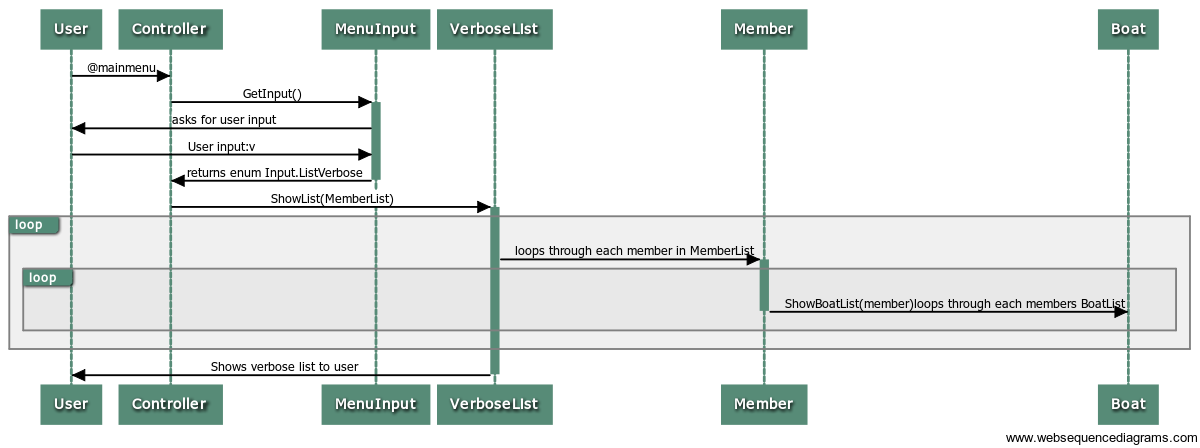 User
Controller
MenuInput
VerboseLIst
Member
Boat
@mainmenu
GetInput()
asks for user input
User input:v
returns enum Input.ListVerbose
ShowList(MemberList)
loop
loops through each member in MemberList
loop
ShowBoatList(member)loops through each members BoatList
Shows verbose list to user
User
Controller
MenuInput
VerboseLIst
Member
Boat
www.websequencediagrams.com